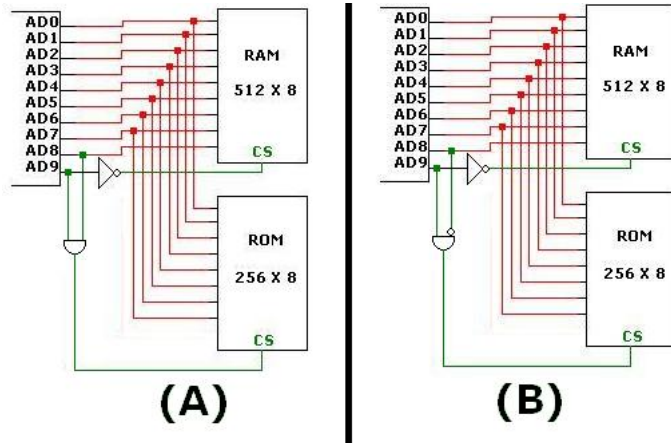 AD0
AD1
AD2
AD3
AD4
AD5
AD6
AD7
AD8
AD9
RAM
512 X 8
CS
ROM
256 X 8
CS
(A)
AD0
AD1
AD2
AD3
AD4
AD5
AD6
AD7
AD8
AD9
RAM
512 X 8
CS
ROM
256 X 8
CS
(B)